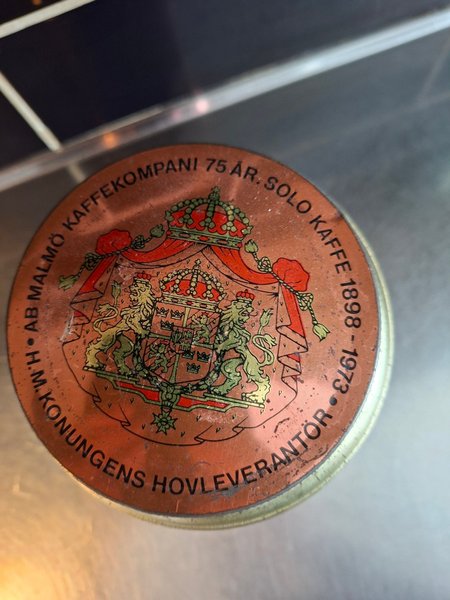 • AB MALMÖ KAFFEKOMPANI 75 ÅR. SOLO KAFFE 1898 - 1973 •
H.M. KONUNGENS HOVLEVERANTÖR